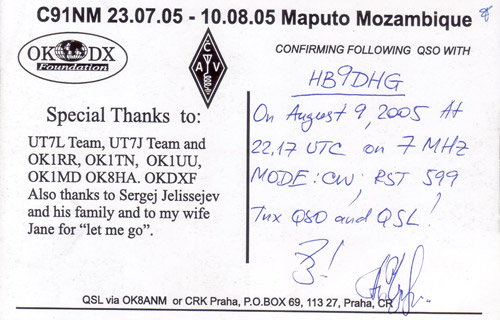 C91NM 23.07.05 - 10.08.05 Maputo Mozambique
OK DX
Foundation
CAV
CONFIRMING FOLLOWING QSO WITH
HB9DHG
On August 9, 2005 At
22.17 UTC on 7 MHz
MODE: CW, RST 599
Tnx QSO and QSL!
73!
Special Thanks to:
UT7L Team, UT7J Team and
OK1RR, OK1TN, OK1UU,
OK1MD OK8HA. OKDXF
Also thanks to Sergej Jelissejev
and his family and to my wife
Jane for “let me go”.
QSL via OK8ANM or CRK Praha, P.O.BOX 69, 113 27, Praha, CR